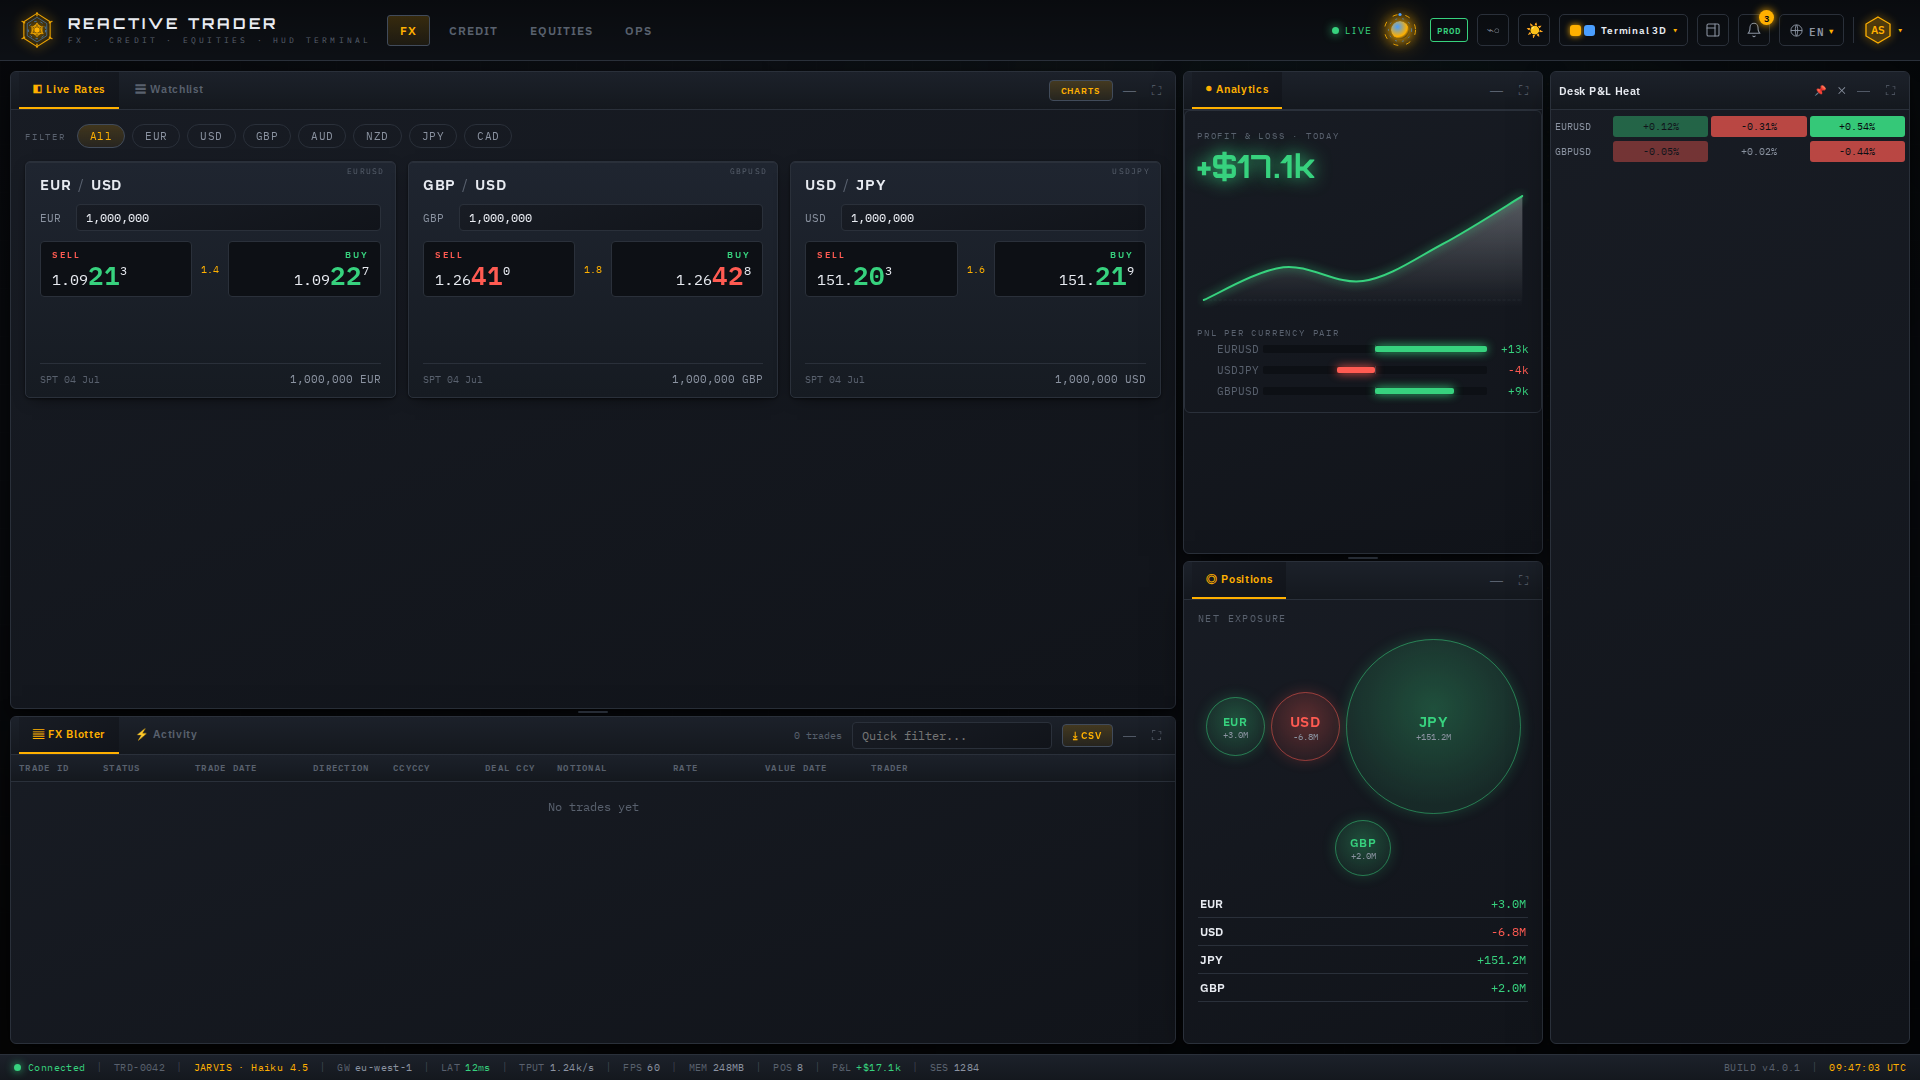 REACTIVE TRADER
FX · CREDIT · EQUITIES · HUD TERMINAL
FX CREDIT EQUITIES OPS
LIVE
PROD
Terminal 3D
3
EN
AS
Live Rates
Watchlist
CHARTS
FILTER All EUR USD GBP AUD NZD JPY CAD
EURUSD
EUR / USD
EUR 1,000,000
SELL
1.09213
1.4
BUY
1.09227
SPT 04 Jul 1,000,000 EUR
GBPUSD
GBP / USD
GBP 1,000,000
SELL
1.26410
1.8
BUY
1.26428
SPT 04 Jul 1,000,000 GBP
USDJPY
USD / JPY
USD 1,000,000
SELL
151.203
1.6
BUY
151.219
SPT 04 Jul 1,000,000 USD
FX Blotter
Activity
0 trades
Quick filter...
CSV
TRADE ID STATUS TRADE DATE DIRECTION CCYCCY DEAL CCY NOTIONAL RATE VALUE DATE TRADER
No trades yet
Analytics
PROFIT & LOSS · TODAY
+$17.1k
PNL PER CURRENCY PAIR
EURUSD +13k
USDJPY -4k
GBPUSD +9k
Positions
NET EXPOSURE
EUR
+3.0M
USD
-6.8M
JPY
+151.2M
GBP
+2.0M
EUR +3.0M
USD -6.8M
JPY +151.2M
GBP +2.0M
Desk P&L Heat
EURUSD +0.12% -0.31% +0.54%
GBPUSD -0.05% +0.02% -0.44%
Connected TRD-0042 JARVIS · Haiku 4.5 GW eu-west-1 LAT 12ms TPUT 1.24k/s FPS 60 MEM 248MB POS 8 P&L +$17.1k SES 1284 BUILD v4.0.1 09:47:03 UTC